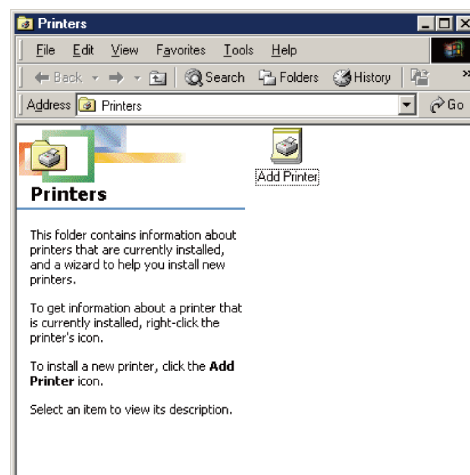 Printers
File Edit View Favorites Tools Help
Back Search Folders History »
Address Printers Go
Add Printer
Printers
This folder contains information about
printers that are currently installed,
and a wizard to help you install new
printers.
To get information about a printer that
is currently installed, right-click the
printer's icon.
To install a new printer, click the Add
Printer icon.
Select an item to view its description.